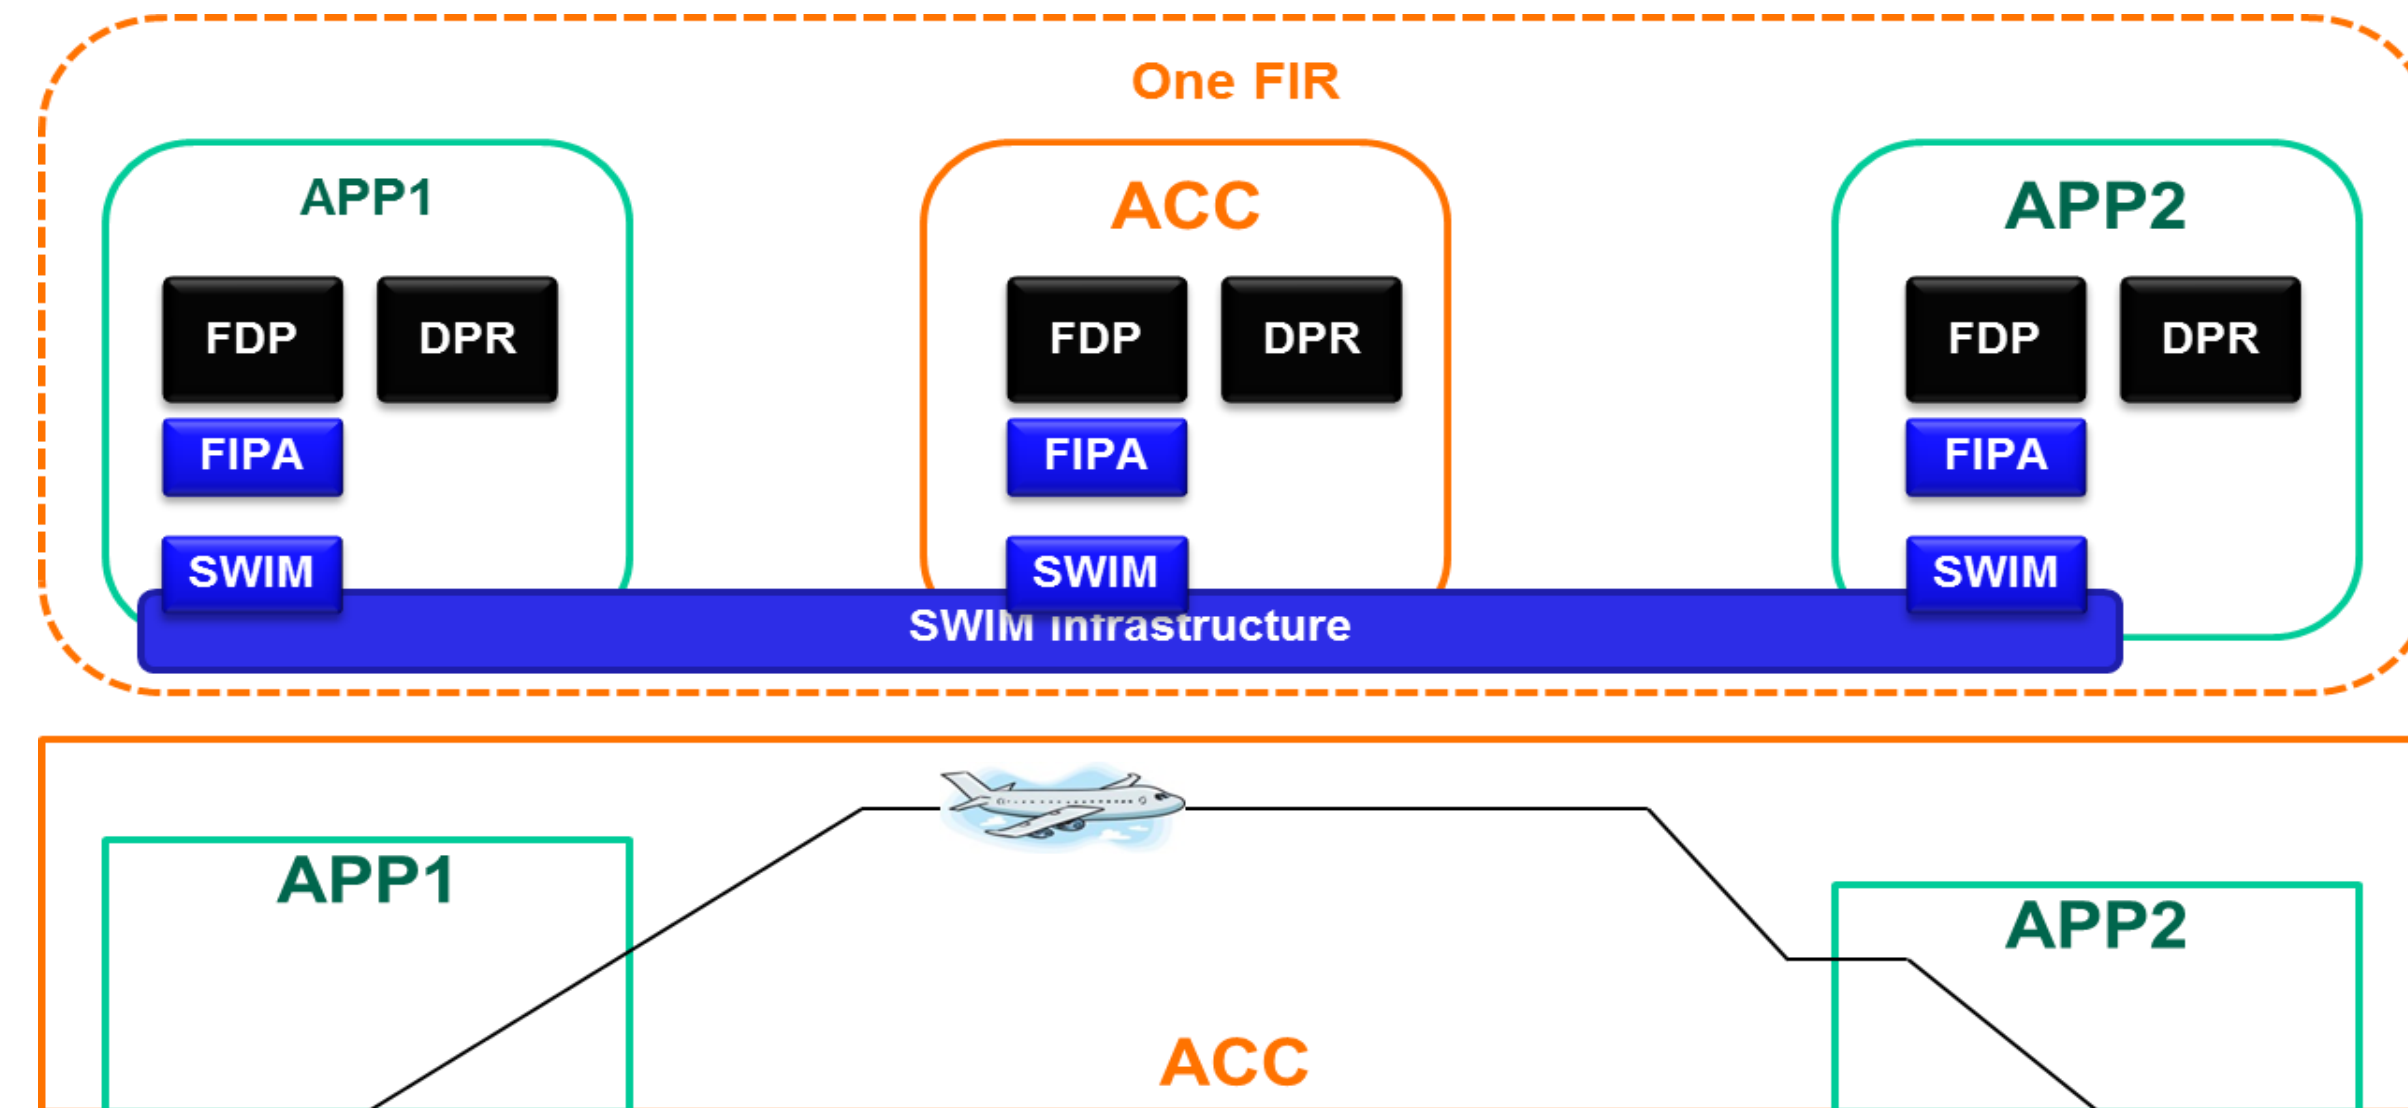 One FIR
APP1
ACC
APP2
FDP DPR
FDP DPR
FDP DPR
FIPA
FIPA
FIPA
SWIM
SWIM
SWIM
SWIM infrastructure
APP1
APP2
ACC